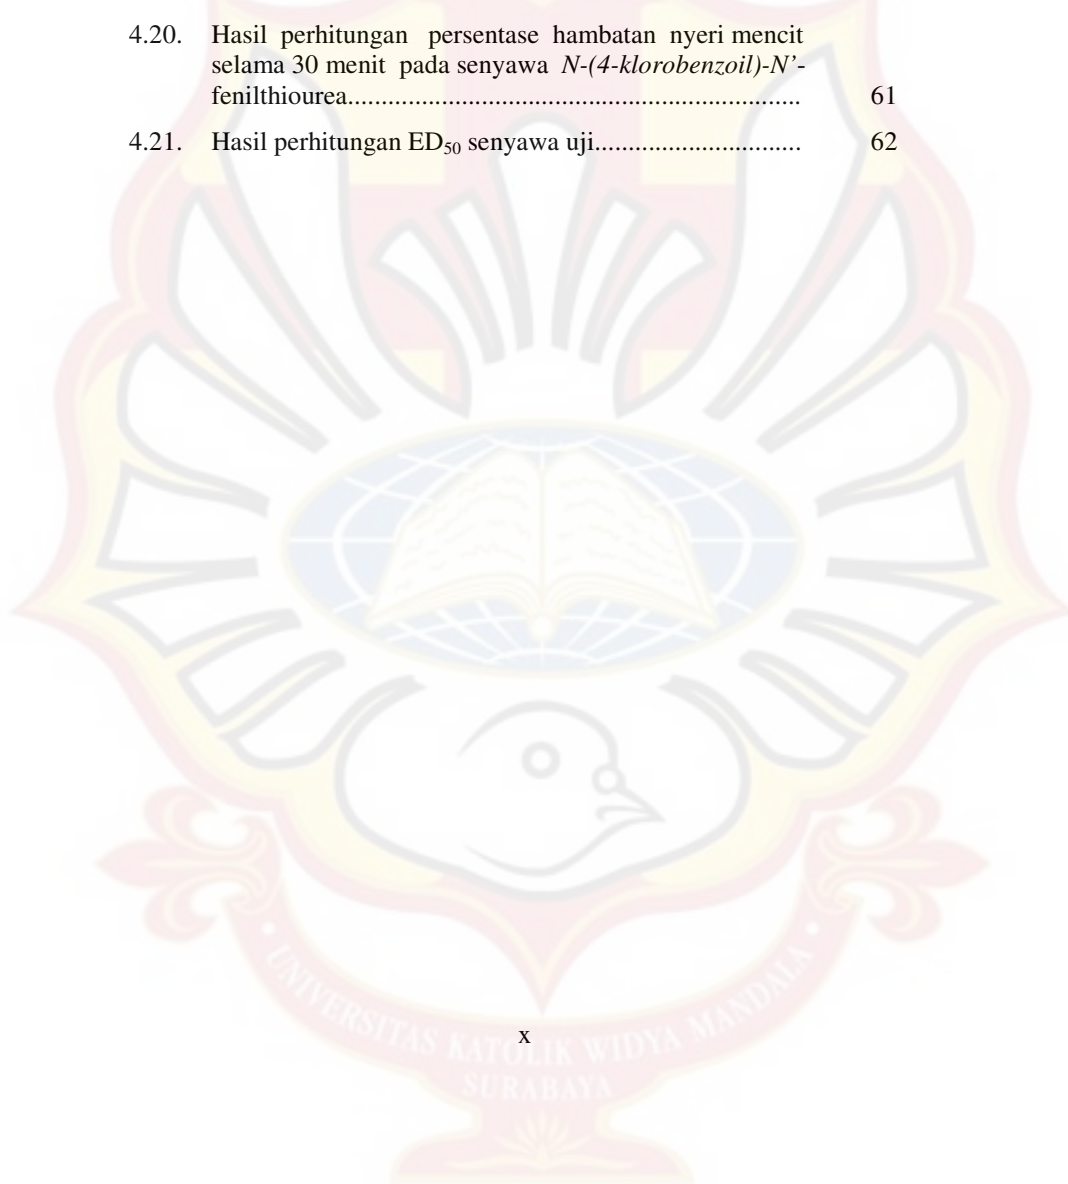 4.20. Hasil perhitungan persentase hambatan nyeri mencit
selama 30 menit pada senyawa N-(4-klorobenzoil)-N’-
fenilthiourea................................................................... 61
4.21. Hasil perhitungan ED50 senyawa uji............................... 62
x
UNIVERSITAS KATOLIK WIDYA MANDALA
SURABAYA